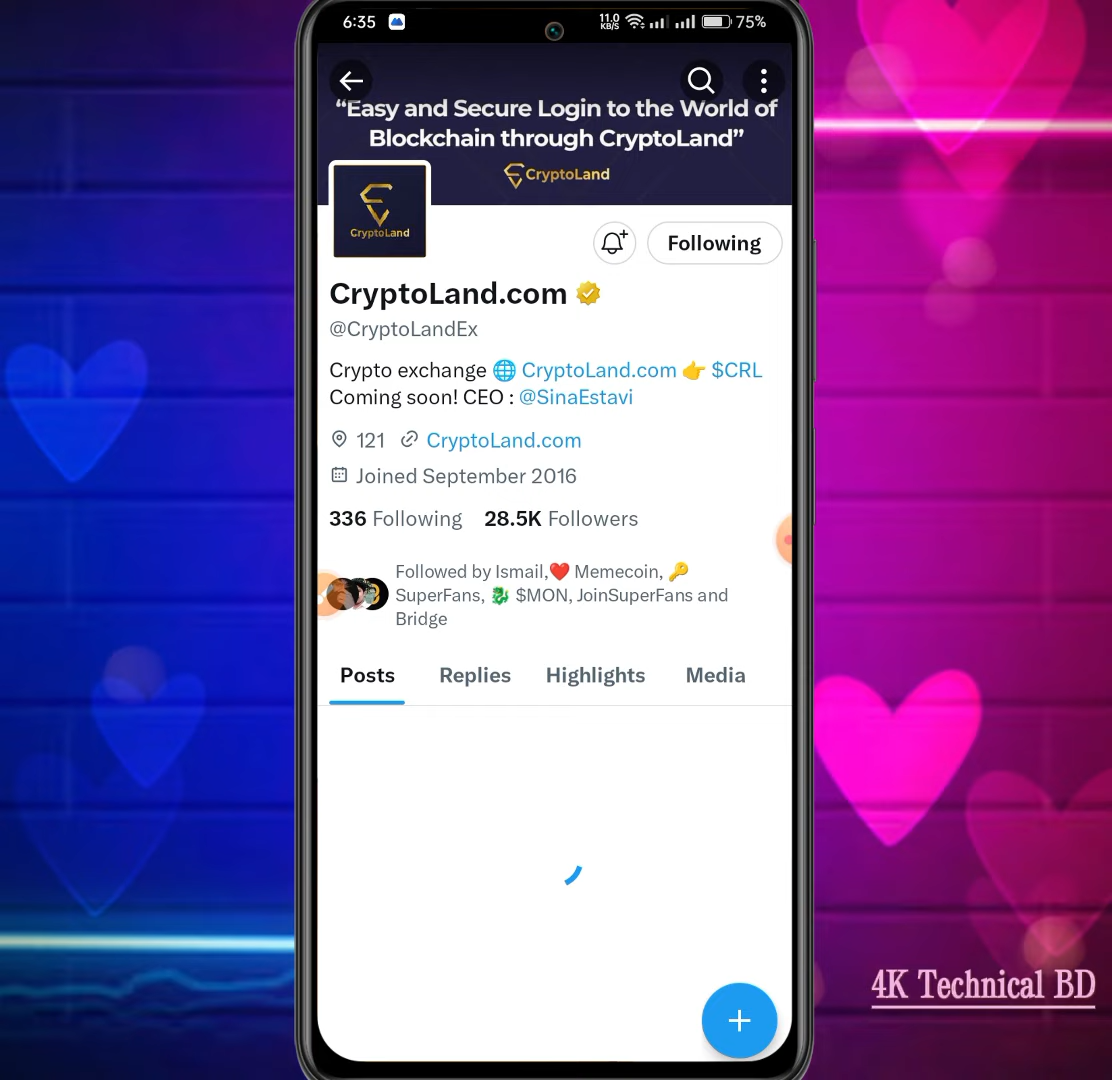 6:35
11.0
KB/S
75%
“Easy and Secure Login to the World of
Blockchain through CryptoLand”
CryptoLand
CryptoLand
Following
CryptoLand.com
@CryptoLandEx
Crypto exchange 🌐 CryptoLand.com 👉 $CRL
Coming soon! CEO : @SinaEstavi
121 CryptoLand.com
Joined September 2016
336 Following 28.5K Followers
Followed by Ismail,❤️ Memecoin, 🔑
SuperFans, 🐉 $MON, JoinSuperFans and
Bridge
Posts Replies Highlights Media
4K Technical BD